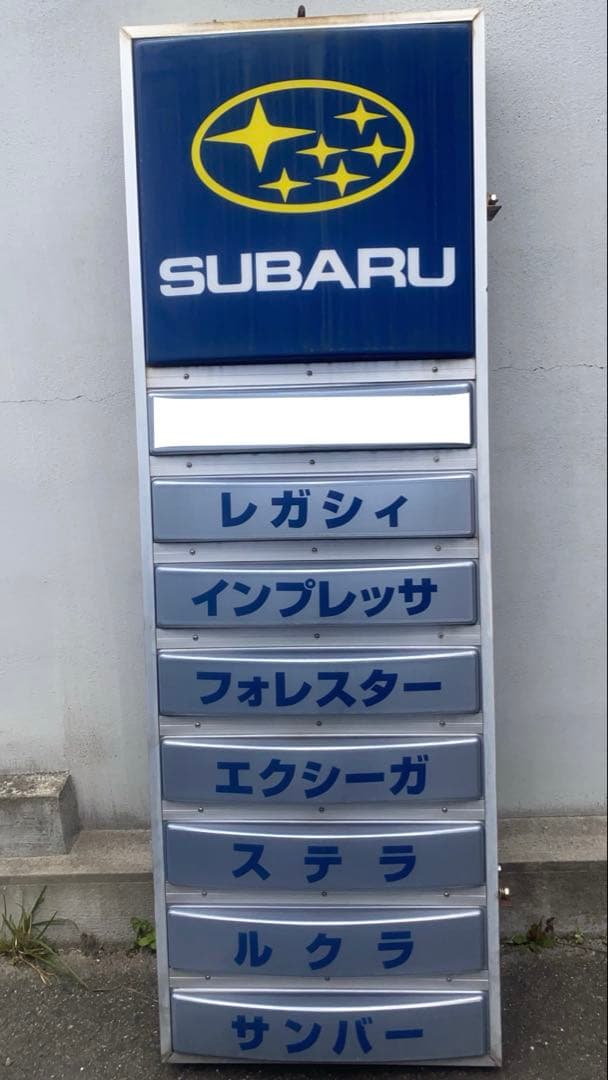 SUBARU
レガシィ
インプレッサ
フォレスター
エクシーガ
ステラ
ルクラ
サンバー